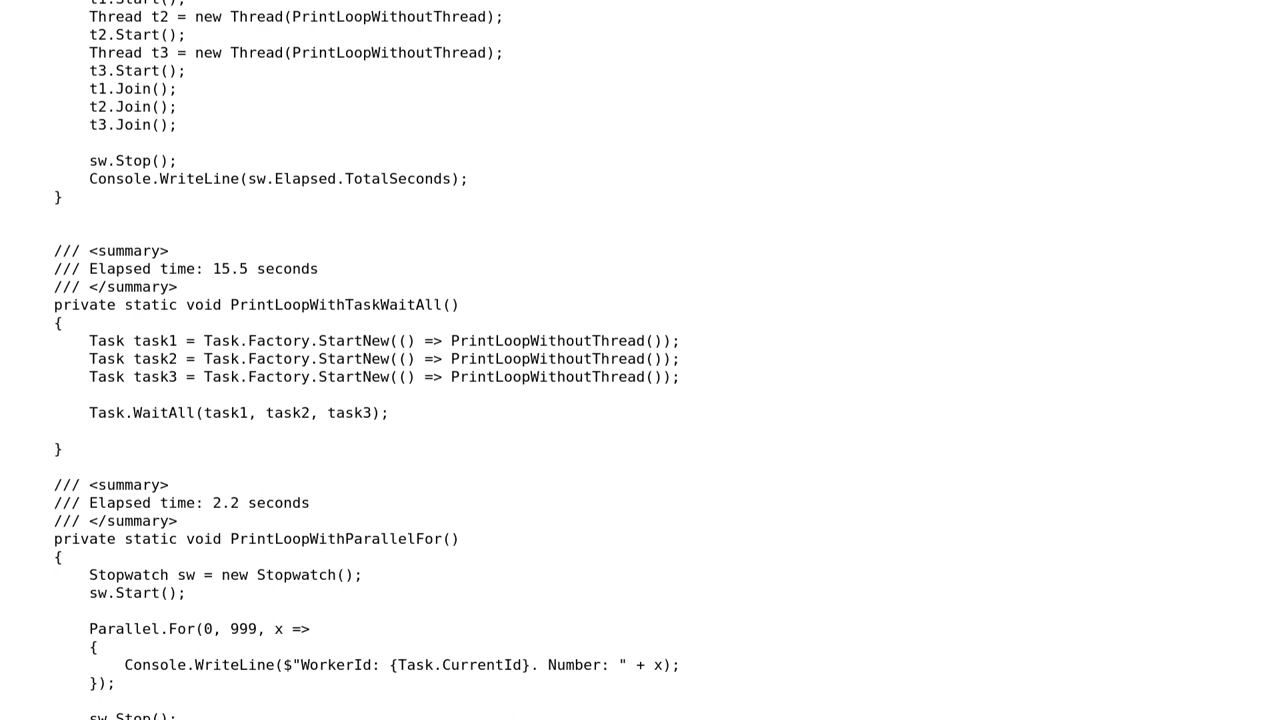 t1.Start();
Thread t2 = new Thread(PrintLoopWithoutThread);
t2.Start();
Thread t3 = new Thread(PrintLoopWithoutThread);
t3.Start();
t1.Join();
t2.Join();
t3.Join();
sw.Stop();
Console.WriteLine(sw.Elapsed.TotalSeconds);
}
/// <summary>
/// Elapsed time: 15.5 seconds
/// </summary>
private static void PrintLoopWithTaskWaitAll()
{
Task task1 = Task.Factory.StartNew(() => PrintLoopWithoutThread());
Task task2 = Task.Factory.StartNew(() => PrintLoopWithoutThread());
Task task3 = Task.Factory.StartNew(() => PrintLoopWithoutThread());
Task.WaitAll(task1, task2, task3);
}
/// <summary>
/// Elapsed time: 2.2 seconds
/// </summary>
private static void PrintLoopWithParallelFor()
{
Stopwatch sw = new Stopwatch();
sw.Start();
Parallel.For(0, 999, x =>
{
Console.WriteLine($"WorkerId: {Task.CurrentId}. Number: " + x);
});
sw.Stop();